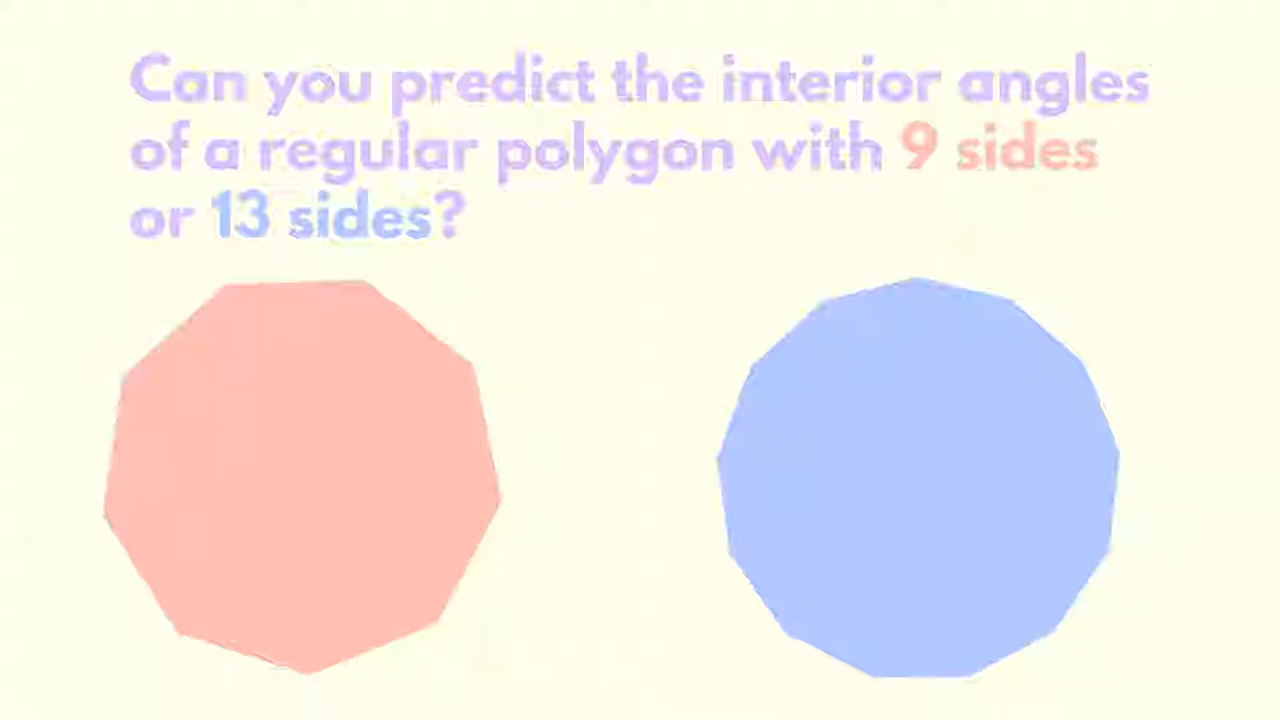 Can you predict the interior angles
of a regular polygon with 9 sides
or 13 sides?